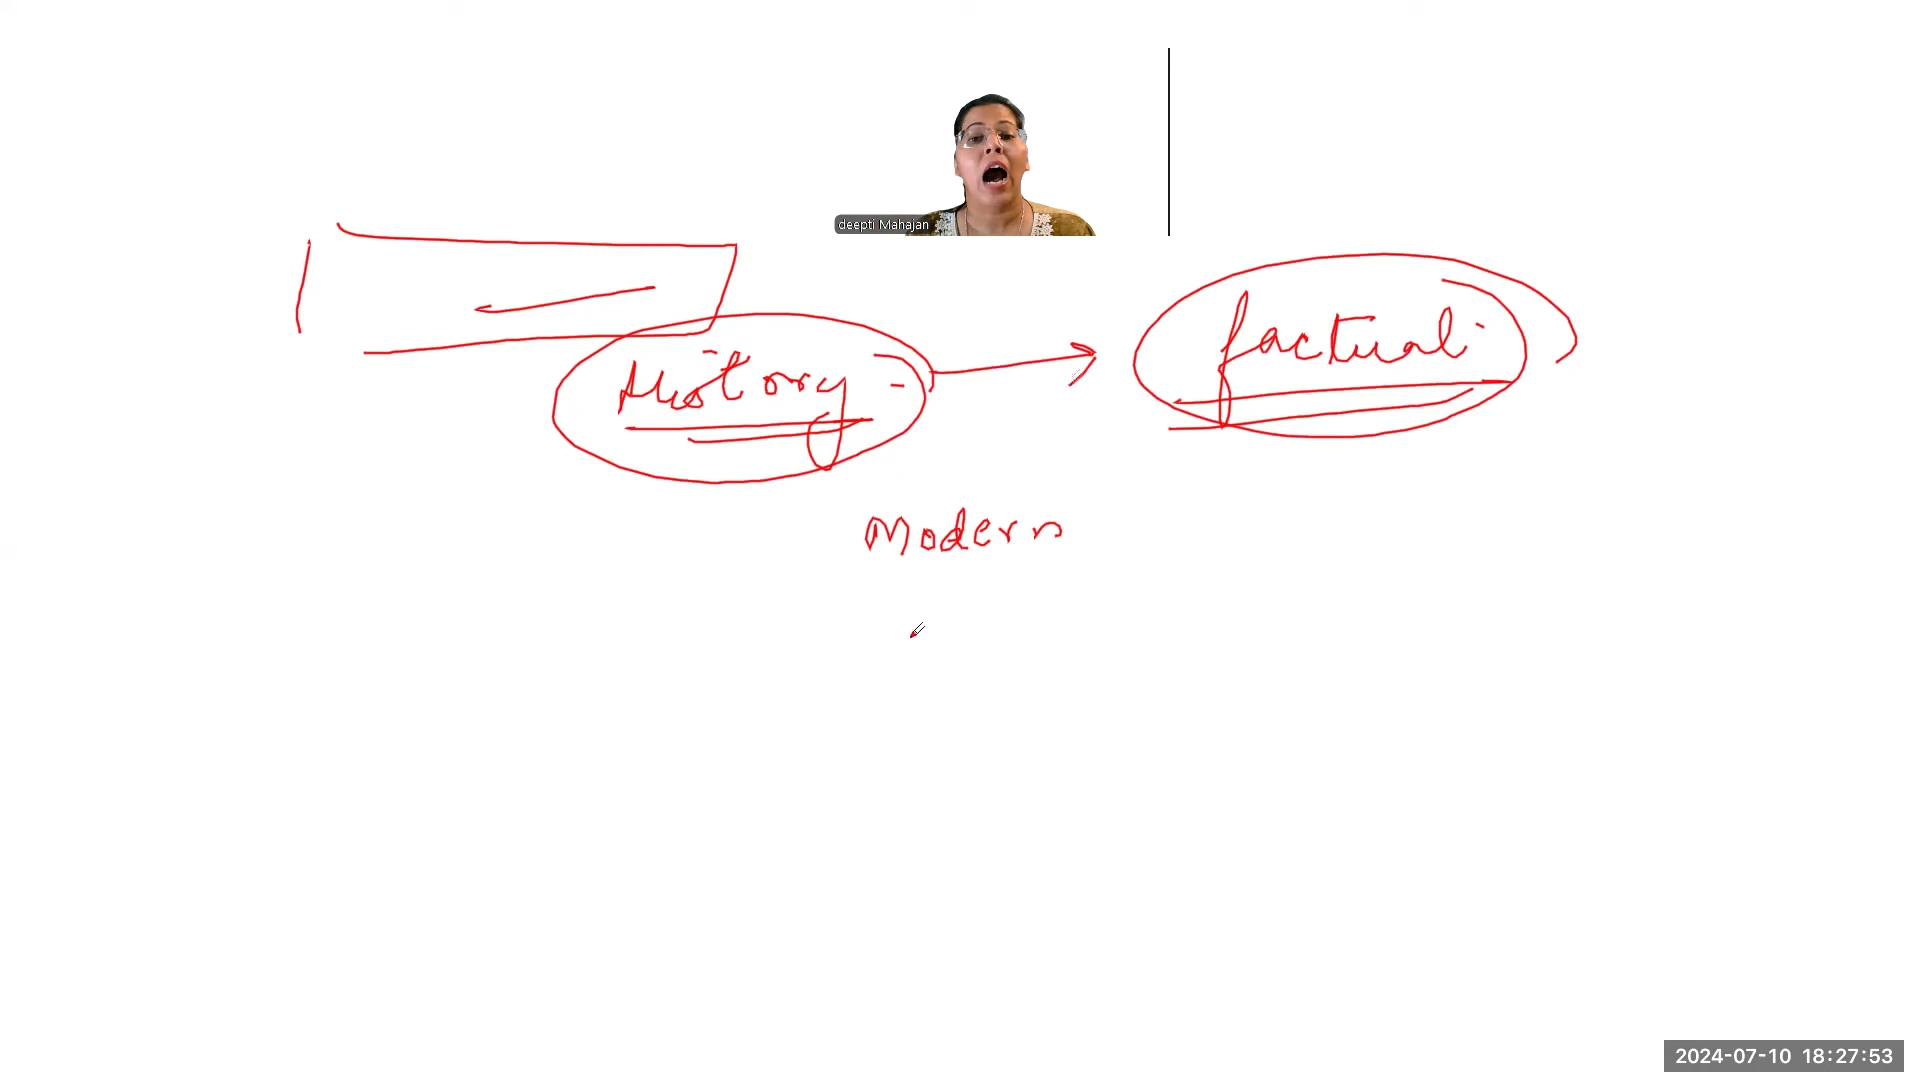 deepti Mahajan
History
factual
Modern
2024-07-10 18:27:53